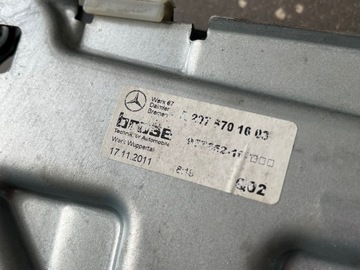 Werk 67
Daimler
Bremen
207 670 16 03
brose
Technik für Automobile
Werk Wuppertal
17.11.2011
Q02